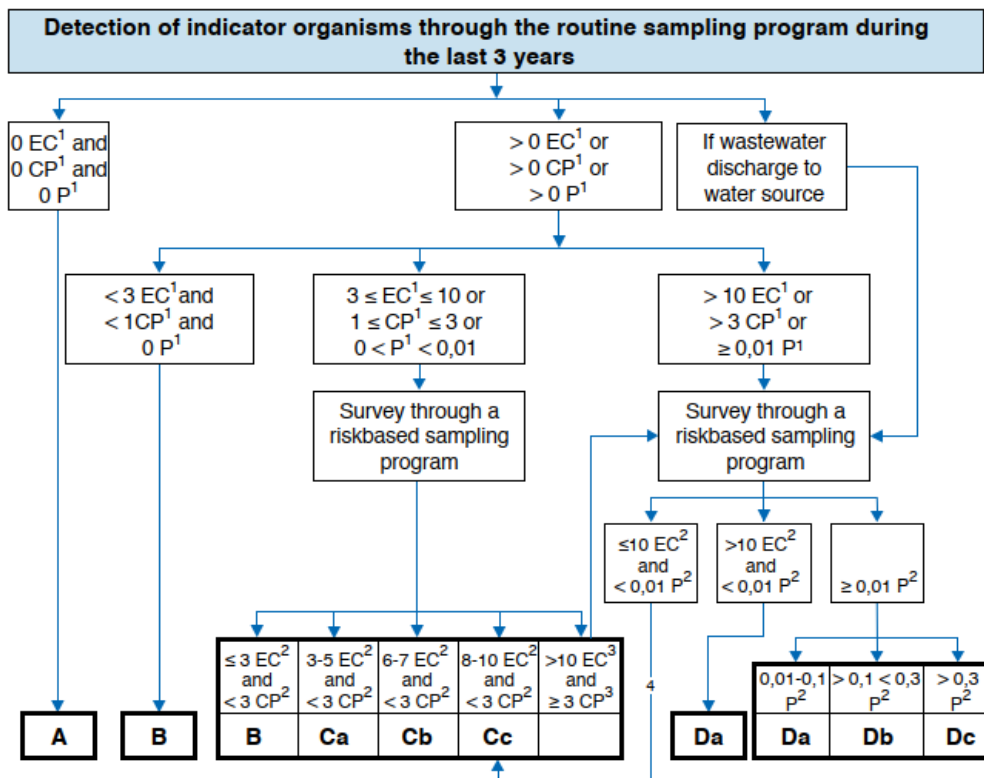 Detection of indicator organisms through the routine sampling program during
the last 3 years
0 EC¹ and
0 CP¹ and
0 P¹
> 0 EC¹ or
>0 CP¹ or
> 0 P¹
If wastewater
discharge to
water source
< 3 EC¹and
< 1CP¹ and
0 P¹
3 ≤ EC¹≤ 10 or
1 ≤ CP¹ ≤ 3 or
0 < P¹ < 0,01
> 10 EC¹ or
> 3 CP¹ or
≥ 0,01 P¹
Survey through a
riskbased sampling
program
Survey through a
riskbased sampling
program
≤10 EC²
and
< 0,01 P²
>10 EC²
and
< 0,01 P²
≥ 0,01 P²
≤ 3 EC²
and
< 3 CP²
3-5 EC²
and
< 3 CP²
6-7 EC²
and
< 3 CP²
8-10 EC²
and
< 3 CP²
>10 EC³
and
≥ 3 CP³
4
0,01-0,1
P²
> 0,1 < 0,3
P²
> 0,3
P²
A
B
B
Ca
Cb
Cc
Da
Da
Db
Dc